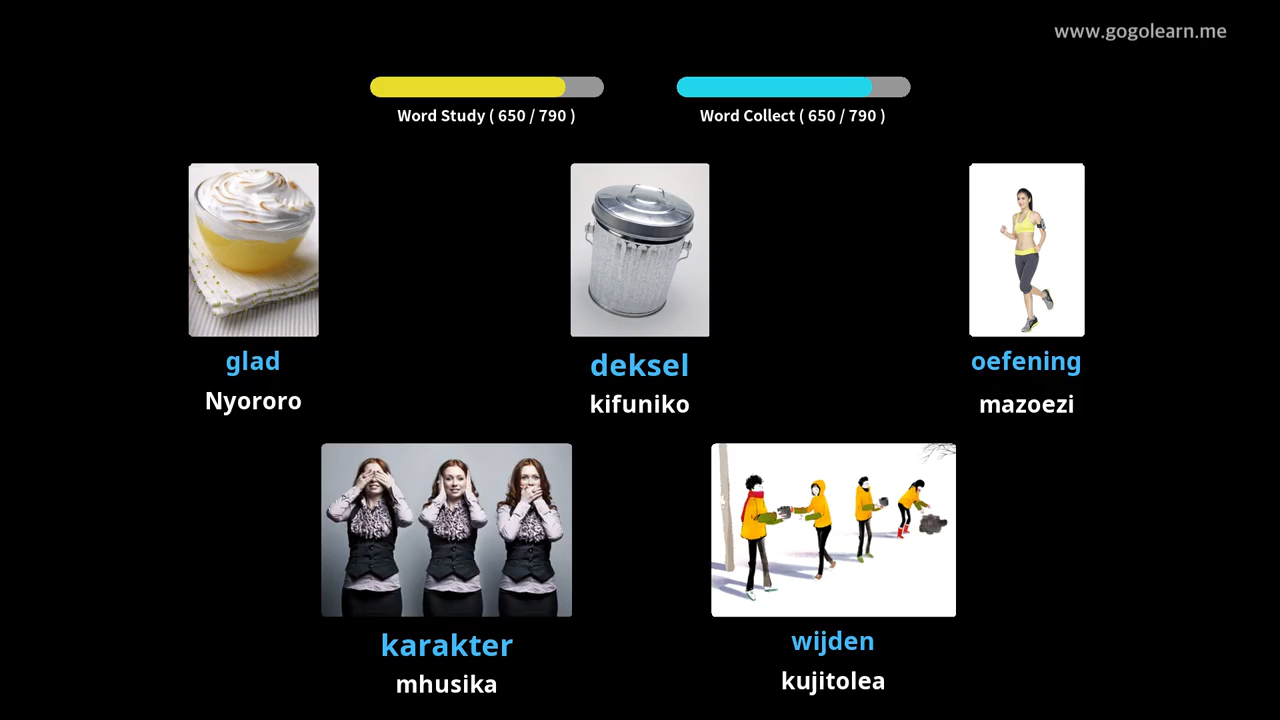 www.gogolearn.me
Word Study ( 650 / 790 )
Word Collect ( 650 / 790 )
glad
Nyororo
deksel
kifuniko
oefening
mazoezi
karakter
mhusika
wijden
kujitolea